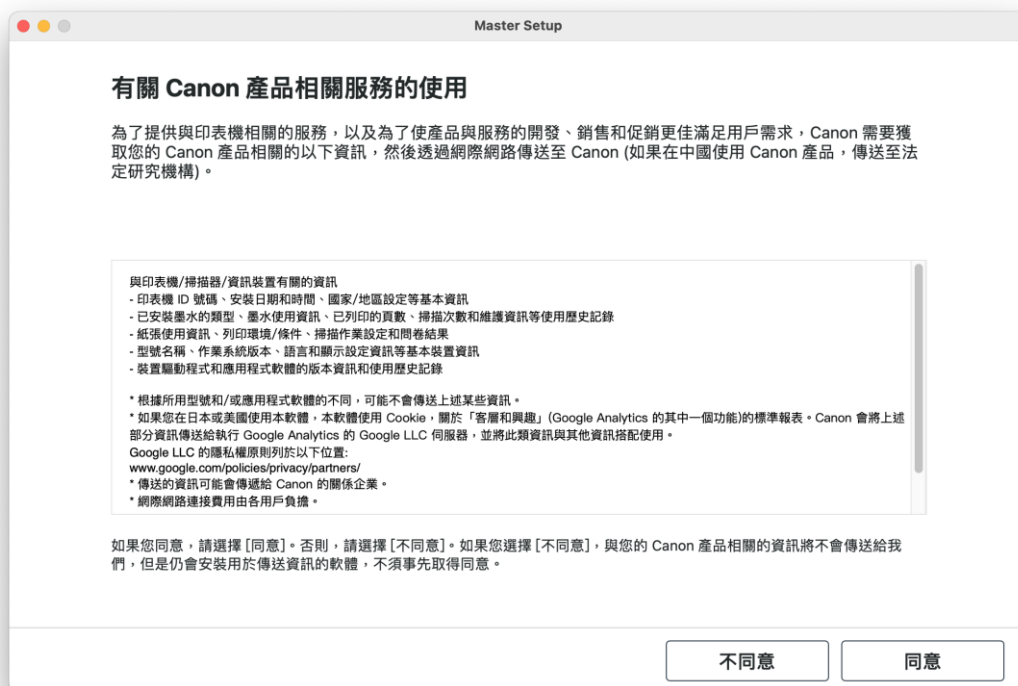 Master Setup
有關 Canon 產品相關服務的使用
為了提供與印表機相關的服務，以及為了使產品與服務的開發、銷售和促銷更佳滿足用戶需求，Canon 需要獲
取您的 Canon 產品相關的以下資訊，然後透過網際網路傳送至 Canon (如果在中國使用 Canon 產品，傳送至法
定研究機構)。
與印表機/掃描器/資訊裝置有關的資訊
- 印表機 ID 號碼、安裝日期和時間、國家/地區設定等基本資訊
- 已安裝墨水的類型、墨水使用資訊、已列印的頁數、掃描次數和維護資訊等使用歷史記錄
- 紙張使用資訊、列印環境/條件、掃描作業設定和問卷結果
- 型號名稱、作業系統版本、語言和顯示設定資訊等基本裝置資訊
- 裝置驅動程式和應用程式軟體的版本資訊和使用歷史記錄
* 根據所用型號和/或應用程式軟體的不同，可能不會傳送上述某些資訊。
* 如果您在日本或美國使用本軟體，本軟體使用 Cookie，關於「客層和興趣」(Google Analytics 的其中一個功能)的標準報表。Canon 會將上述
部分資訊傳送給執行 Google Analytics 的 Google LLC 伺服器，並將此類資訊與其他資訊搭配使用。
Google LLC 的隱私權原則列於以下位置:
www.google.com/policies/privacy/partners/
* 傳送的資訊可能會傳遞給 Canon 的關係企業。
* 網際網路連接費用由各用戶負擔。
如果您同意，請選擇 [同意]。否則，請選擇 [不同意]。如果您選擇 [不同意]，與您的 Canon 產品相關的資訊將不會傳送給我
們，但是仍會安裝用於傳送資訊的軟體，不須事先取得同意。
不同意
同意